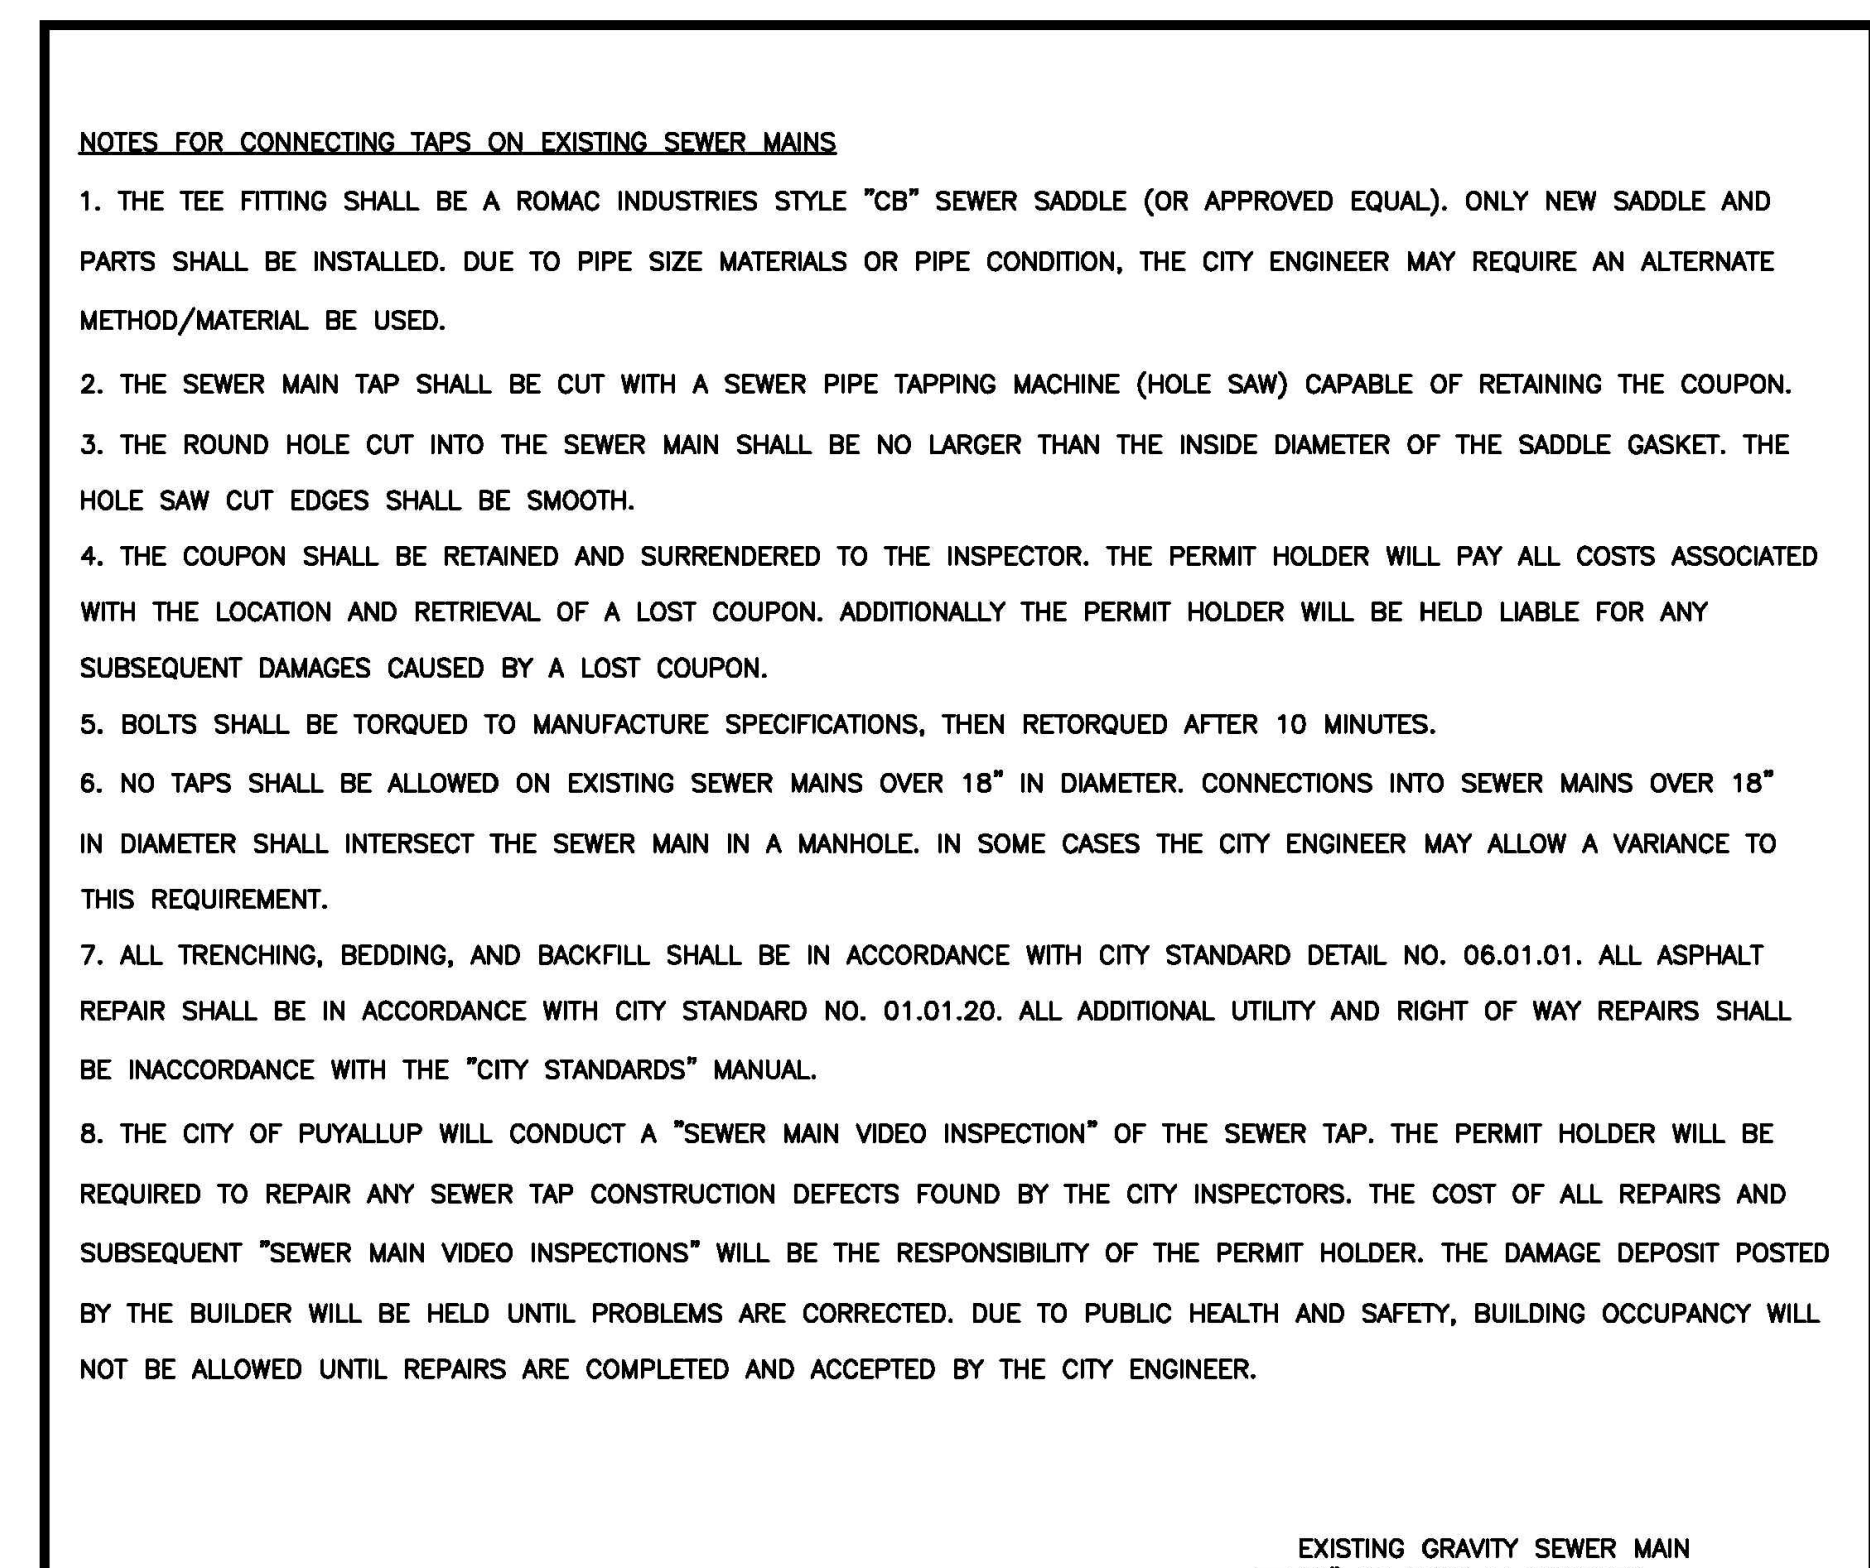 NOTES FOR CONNECTING TAPS ON EXISTING SEWER MAINS
1. THE TEE FITTING SHALL BE A ROMAC INDUSTRIES STYLE "CB" SEWER SADDLE (OR APPROVED EQUAL). ONLY NEW SADDLE AND
PARTS SHALL BE INSTALLED. DUE TO PIPE SIZE MATERIALS OR PIPE CONDITION, THE CITY ENGINEER MAY REQUIRE AN ALTERNATE
METHOD/MATERIAL BE USED.
2. THE SEWER MAIN TAP SHALL BE CUT WITH A SEWER PIPE TAPPING MACHINE (HOLE SAW) CAPABLE OF RETAINING THE COUPON.
3. THE ROUND HOLE CUT INTO THE SEWER MAIN SHALL BE NO LARGER THAN THE INSIDE DIAMETER OF THE SADDLE GASKET. THE
HOLE SAW CUT EDGES SHALL BE SMOOTH.
4. THE COUPON SHALL BE RETAINED AND SURRENDERED TO THE INSPECTOR. THE PERMIT HOLDER WILL PAY ALL COSTS ASSOCIATED
WITH THE LOCATION AND RETRIEVAL OF A LOST COUPON. ADDITIONALLY THE PERMIT HOLDER WILL BE HELD LIABLE FOR ANY
SUBSEQUENT DAMAGES CAUSED BY A LOST COUPON.
5. BOLTS SHALL BE TORQUED TO MANUFACTURE SPECIFICATIONS, THEN RETORQUED AFTER 10 MINUTES.
6. NO TAPS SHALL BE ALLOWED ON EXISTING SEWER MAINS OVER 18" IN DIAMETER. CONNECTIONS INTO SEWER MAINS OVER 18"
IN DIAMETER SHALL INTERSECT THE SEWER MAIN IN A MANHOLE. IN SOME CASES THE CITY ENGINEER MAY ALLOW A VARIANCE TO
THIS REQUIREMENT.
7. ALL TRENCHING, BEDDING, AND BACKFILL SHALL BE IN ACCORDANCE WITH CITY STANDARD DETAIL NO. 06.01.01. ALL ASPHALT
REPAIR SHALL BE IN ACCORDANCE WITH CITY STANDARD NO. 01.01.20. ALL ADDITIONAL UTILITY AND RIGHT OF WAY REPAIRS SHALL
BE INACCORDANCE WITH THE "CITY STANDARDS" MANUAL.
8. THE CITY OF PUYALLUP WILL CONDUCT A "SEWER MAIN VIDEO INSPECTION" OF THE SEWER TAP. THE PERMIT HOLDER WILL BE
REQUIRED TO REPAIR ANY SEWER TAP CONSTRUCTION DEFECTS FOUND BY THE CITY INSPECTORS. THE COST OF ALL REPAIRS AND
SUBSEQUENT "SEWER MAIN VIDEO INSPECTIONS" WILL BE THE RESPONSIBILITY OF THE PERMIT HOLDER. THE DAMAGE DEPOSIT POSTED
BY THE BUILDER WILL BE HELD UNTIL PROBLEMS ARE CORRECTED. DUE TO PUBLIC HEALTH AND SAFETY, BUILDING OCCUPANCY WILL
NOT BE ALLOWED UNTIL REPAIRS ARE COMPLETED AND ACCEPTED BY THE CITY ENGINEER.
EXISTING GRAVITY SEWER MAIN